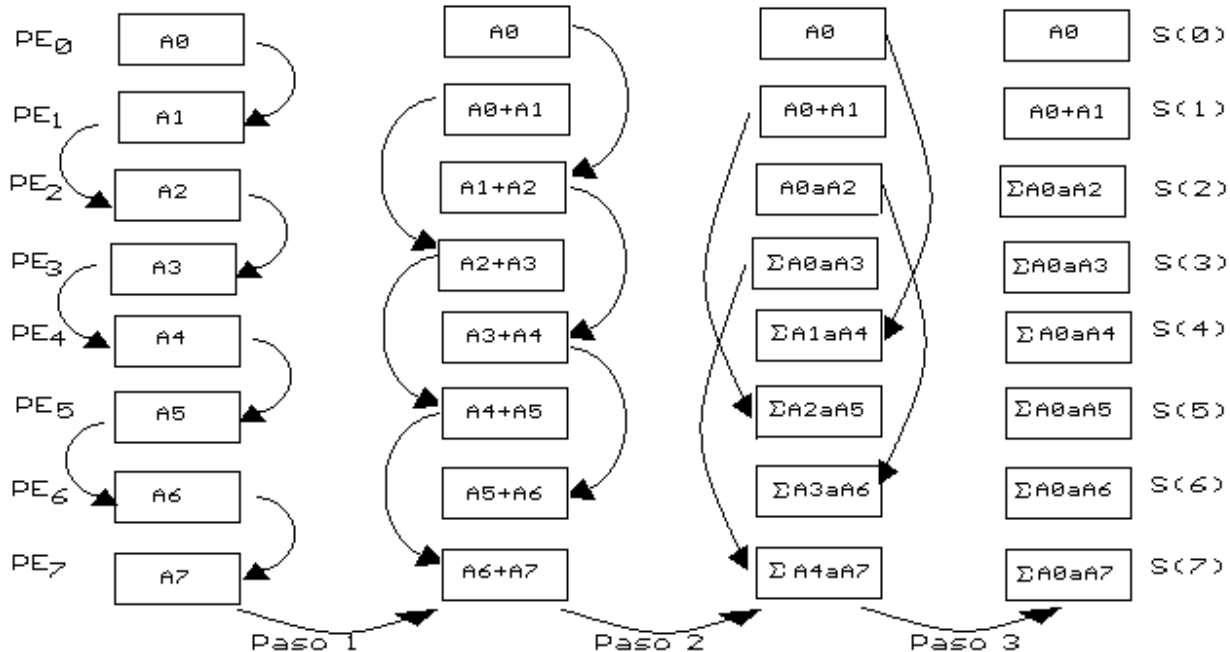 PE0 A0 A0 A0 A0 S(0)
PE1 A1 A0+A1 A0+A1 A0+A1 S(1)
PE2 A2 A1+A2 A0aA2 ΣA0aA2 S(2)
PE3 A3 A2+A3 ΣA0aA3 ΣA0aA3 S(3)
PE4 A4 A3+A4 ΣA1aA4 ΣA0aA4 S(4)
PE5 A5 A4+A5 ΣA2aA5 ΣA0aA5 S(5)
PE6 A6 A5+A6 ΣA3aA6 ΣA0aA6 S(6)
PE7 A7 A6+A7 ΣA4aA7 ΣA0aA7 S(7)
Paso 1 Paso 2 Paso 3